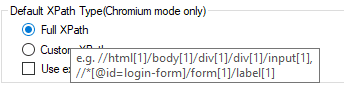 Default XPath Type(Chromium mode only)
Full XPath
e.g. //html[1]/body[1]/div[1]/div[1]/input[1],
//*[@id=login-form]/form[1]/label[1]
Use